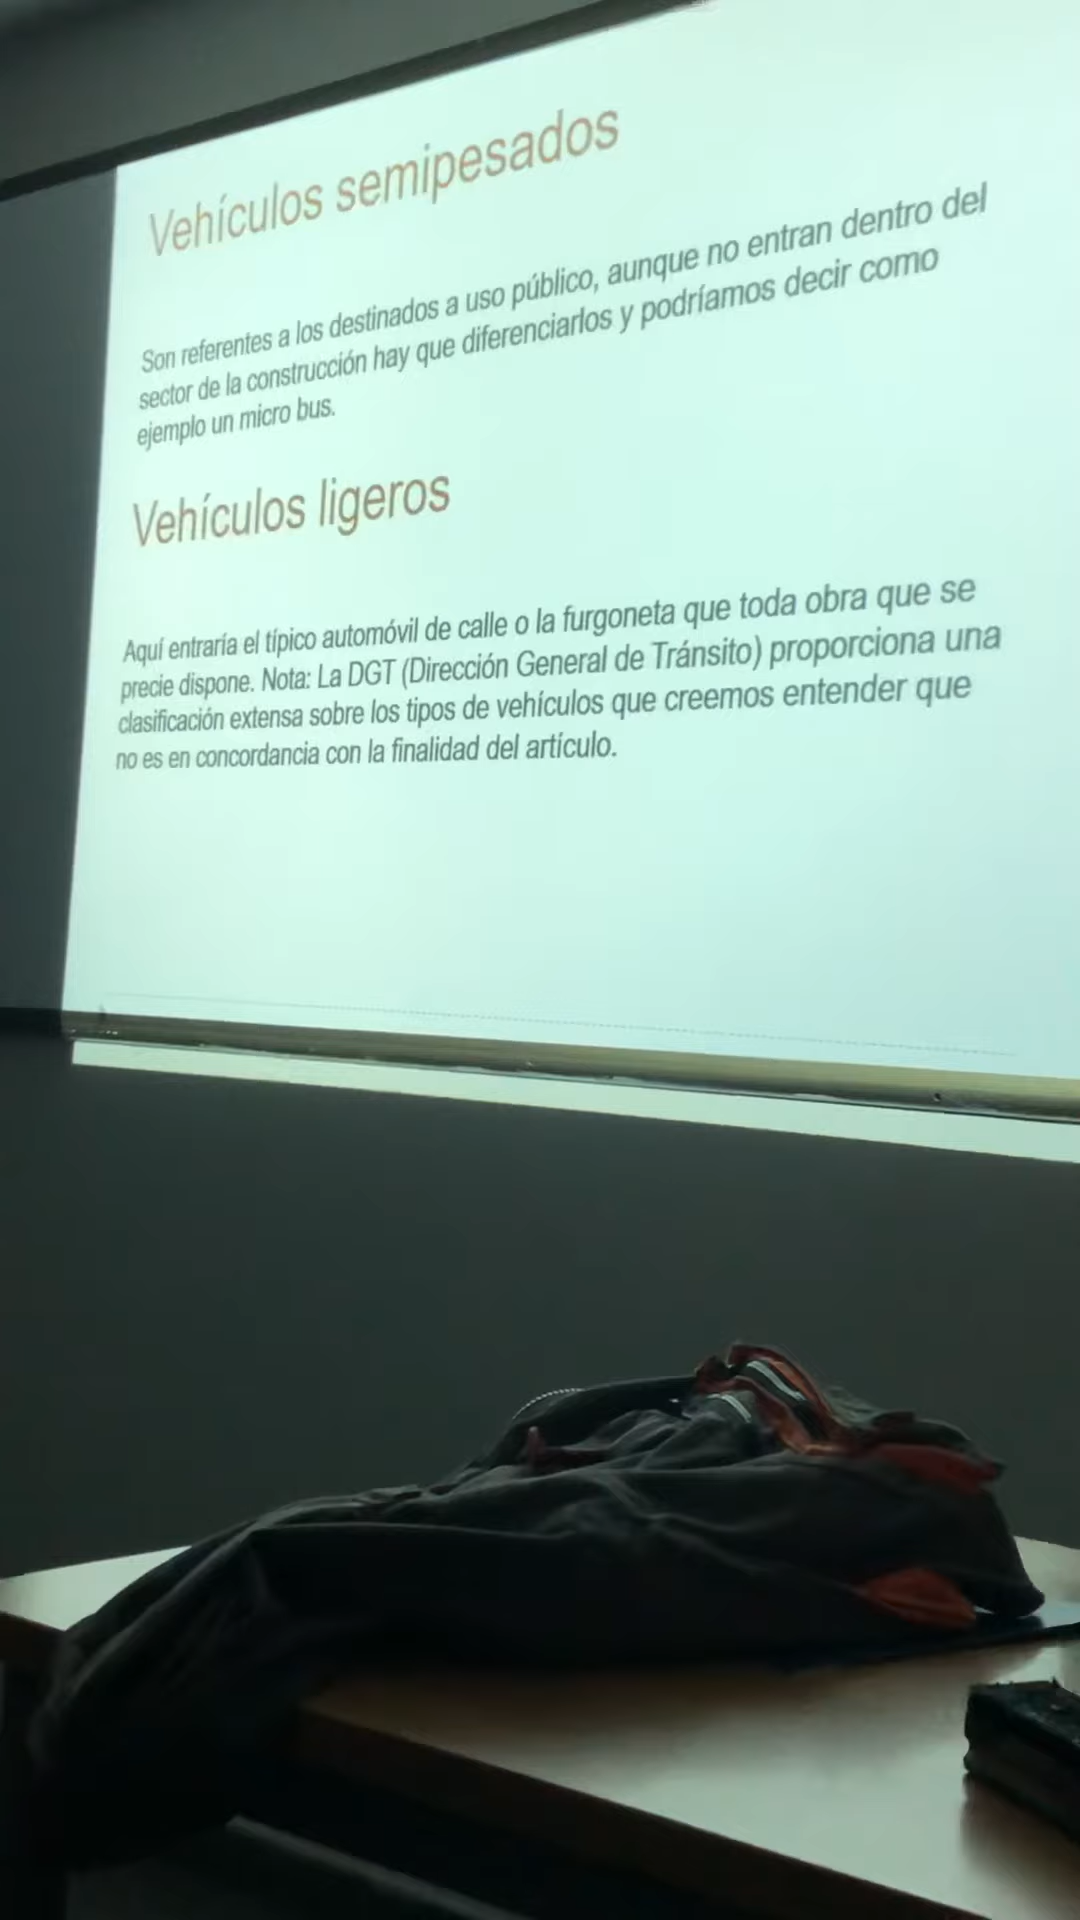 Vehículos semipesados
Son referentes a los destinados a uso público, aunque no entran dentro del
sector de la construcción hay que diferenciarlos y podríamos decir como
ejemplo un micro bus.
Vehículos ligeros
Aquí entraría el típico automóvil de calle o la furgoneta que toda obra que se
precie dispone. Nota: La DGT (Dirección General de Tránsito) proporciona una
clasificación extensa sobre los tipos de vehículos que creemos entender que
no es en concordancia con la finalidad del artículo.